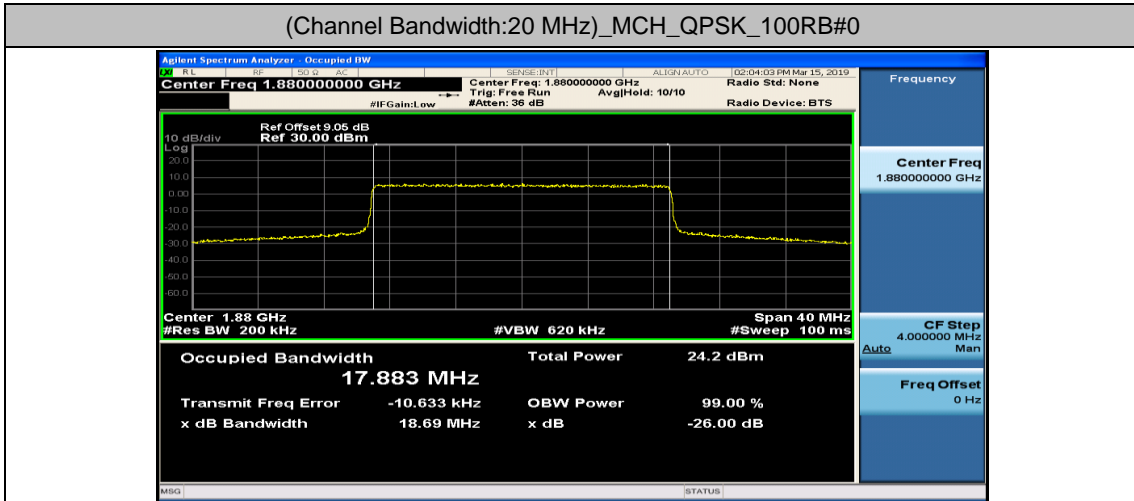 (Channel Bandwidth:20 MHz)_MCH_QPSK_100RB#0
Agilent Spectrum Analyzer - Occupied BW
LXI RL RF 50 Ω AC SENSE:INT ALIGN AUTO 02:04:03 PM Mar 15, 2019
Center Freq 1.880000000 GHz
Center Freq: 1.880000000 GHz
Radio Std: None
Trig: Free Run Avg|Hold: 10/10
#IFGain:Low #Atten: 36 dB
Radio Device: BTS
Ref Offset 9.05 dB
10 dB/div Ref 30.00 dBm
Log
20.0
10.0
0.00
-10.0
-20.0
-30.0
-40.0
-50.0
-60.0
Center 1.88 GHz Span 40 MHz
#Res BW 200 kHz #VBW 620 kHz #Sweep 100 ms
Occupied Bandwidth Total Power 24.2 dBm
17.883 MHz
Transmit Freq Error -10.633 kHz OBW Power 99.00 %
x dB Bandwidth 18.69 MHz x dB -26.00 dB
MSG STATUS
Frequency
Center Freq
1.880000000 GHz
CF Step
4.000000 MHz
Auto Man
Freq Offset
0 Hz